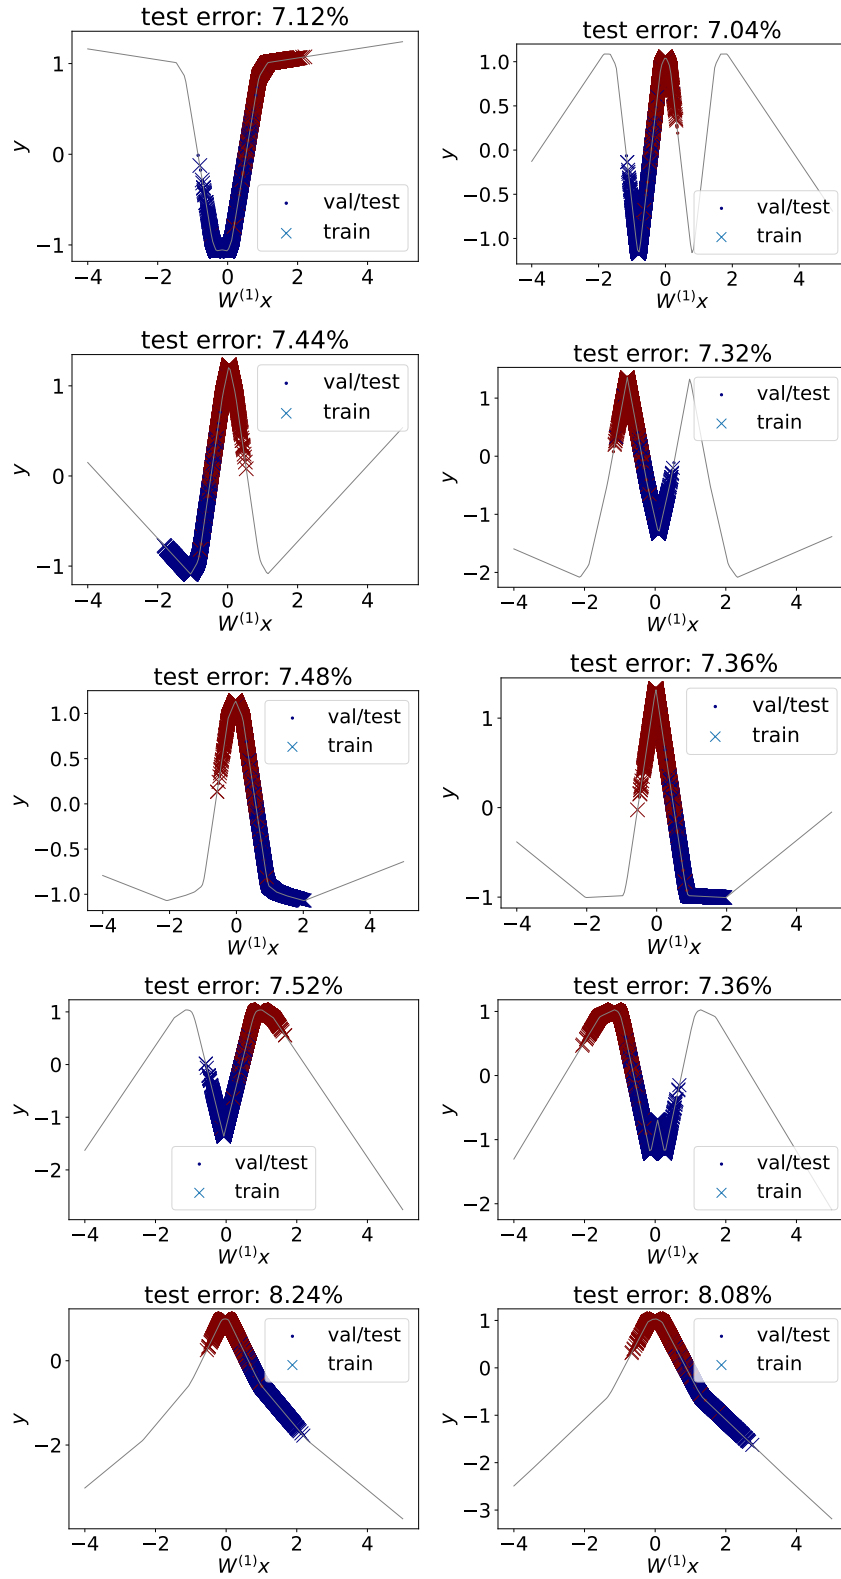 test error: 7.12%
y
1
0
−1
val/test
train
−4
−2
0
2
4
W^(1)x
test error: 7.04%
y
1.0
0.5
0.0
−0.5
−1.0
val/test
train
−4
−2
0
2
4
W^(1)x
test error: 7.44%
y
1
0
−1
val/test
train
−4
−2
0
2
4
W^(1)x
test error: 7.32%
y
1
0
−1
−2
val/test
train
−4
−2
0
2
4
W^(1)x
test error: 7.48%
y
1.0
0.5
0.0
−0.5
−1.0
val/test
train
−4
−2
0
2
4
W^(1)x
test error: 7.36%
y
1
0
−1
val/test
train
−4
−2
0
2
4
W^(1)x
test error: 7.52%
y
1
0
−1
−2
val/test
train
−4
−2
0
2
4
W^(1)x
test error: 7.36%
y
1
0
−1
−2
val/test
train
−4
−2
0
2
4
W^(1)x
test error: 8.24%
y
0
−2
val/test
train
−4
−2
0
2
4
W^(1)x
test error: 8.08%
y
1
0
−1
−2
−3
val/test
train
−4
−2
0
2
4
W^(1)x